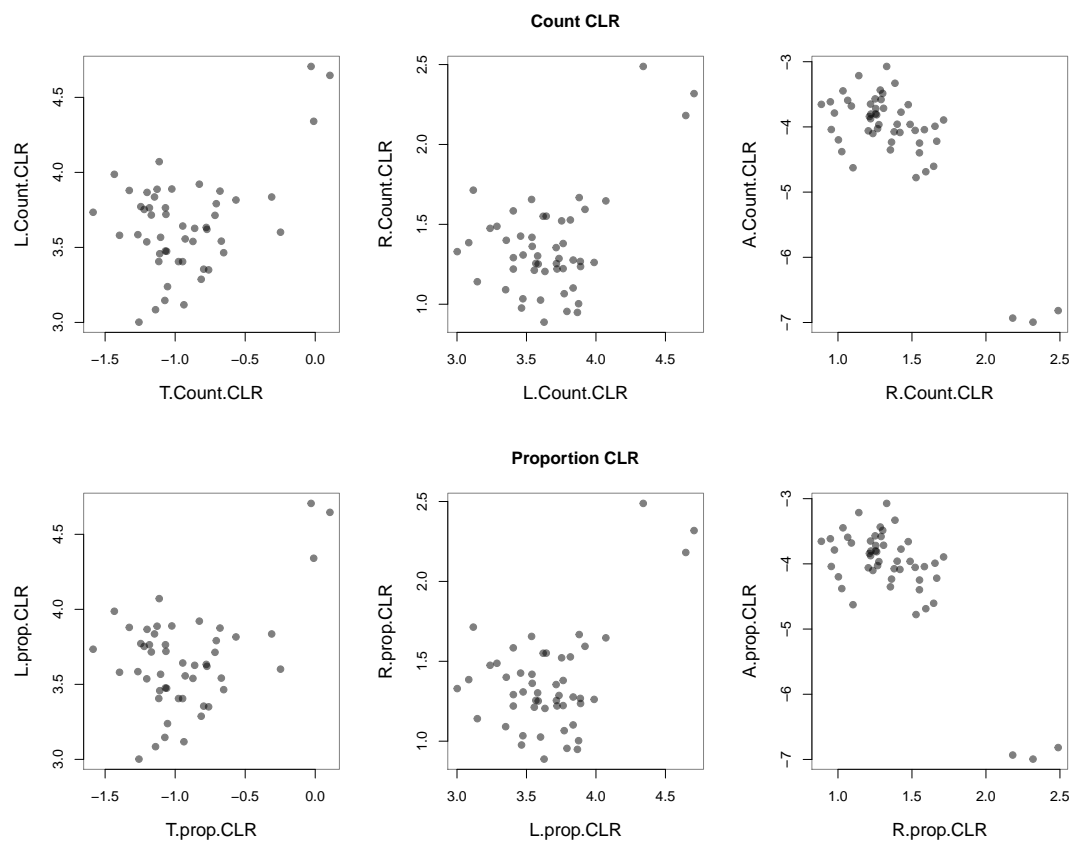 Count CLR
L.Count.CLR
3.0 3.5 4.0 4.5
−1.5 −1.0 −0.5 0.0
T.Count.CLR
R.Count.CLR
1.0 1.5 2.0 2.5
3.0 3.5 4.0 4.5
L.Count.CLR
A.Count.CLR
−7 −6 −5 −4 −3
1.0 1.5 2.0 2.5
R.Count.CLR
Proportion CLR
L.prop.CLR
3.0 3.5 4.0 4.5
−1.5 −1.0 −0.5 0.0
T.prop.CLR
R.prop.CLR
1.0 1.5 2.0 2.5
3.0 3.5 4.0 4.5
L.prop.CLR
A.prop.CLR
−7 −6 −5 −4 −3
1.0 1.5 2.0 2.5
R.prop.CLR